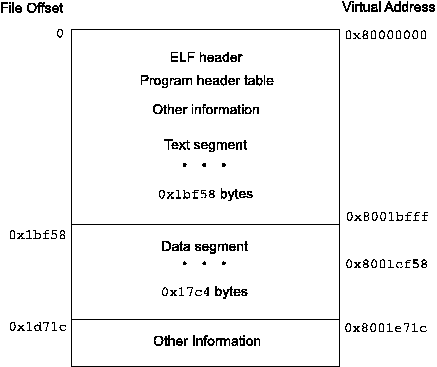 File Offset
Virtual Address
0
0x80000000
ELF header
Program header table
Other information
Text segment
• • •
0x1bf58 bytes
0x8001bfff
0x1bf58
Data segment
• • •
0x8001cf58
0x17c4 bytes
0x1d71c
0x8001e71c
Other Information